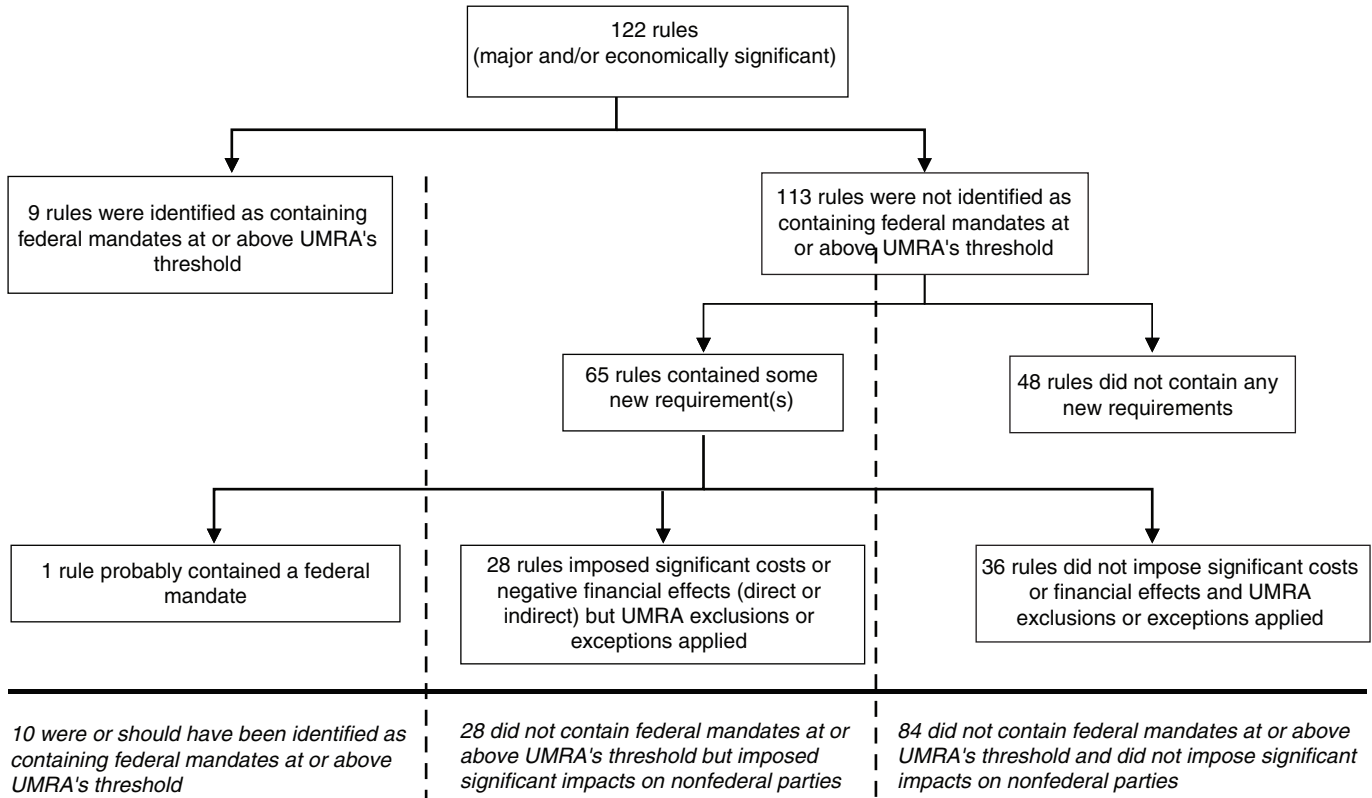 122 rules
(major and/or economically significant)
9 rules were identified as containing
federal mandates at or above UMRA's
threshold
113 rules were not identified as
containing federal mandates at
or above UMRA's threshold
65 rules contained some
new requirement(s)
48 rules did not contain any
new requirements
1 rule probably contained a federal
mandate
28 rules imposed significant costs or
negative financial effects (direct or
indirect) but UMRA exclusions or
exceptions applied
36 rules did not impose significant costs
or financial effects and UMRA
exclusions or exceptions applied
10 were or should have been identified as
containing federal mandates at or above
UMRA's threshold
28 did not contain federal mandates at or
above UMRA's threshold but imposed
significant impacts on nonfederal parties
84 did not contain federal mandates at or above
UMRA's threshold and did not impose significant
impacts on nonfederal parties